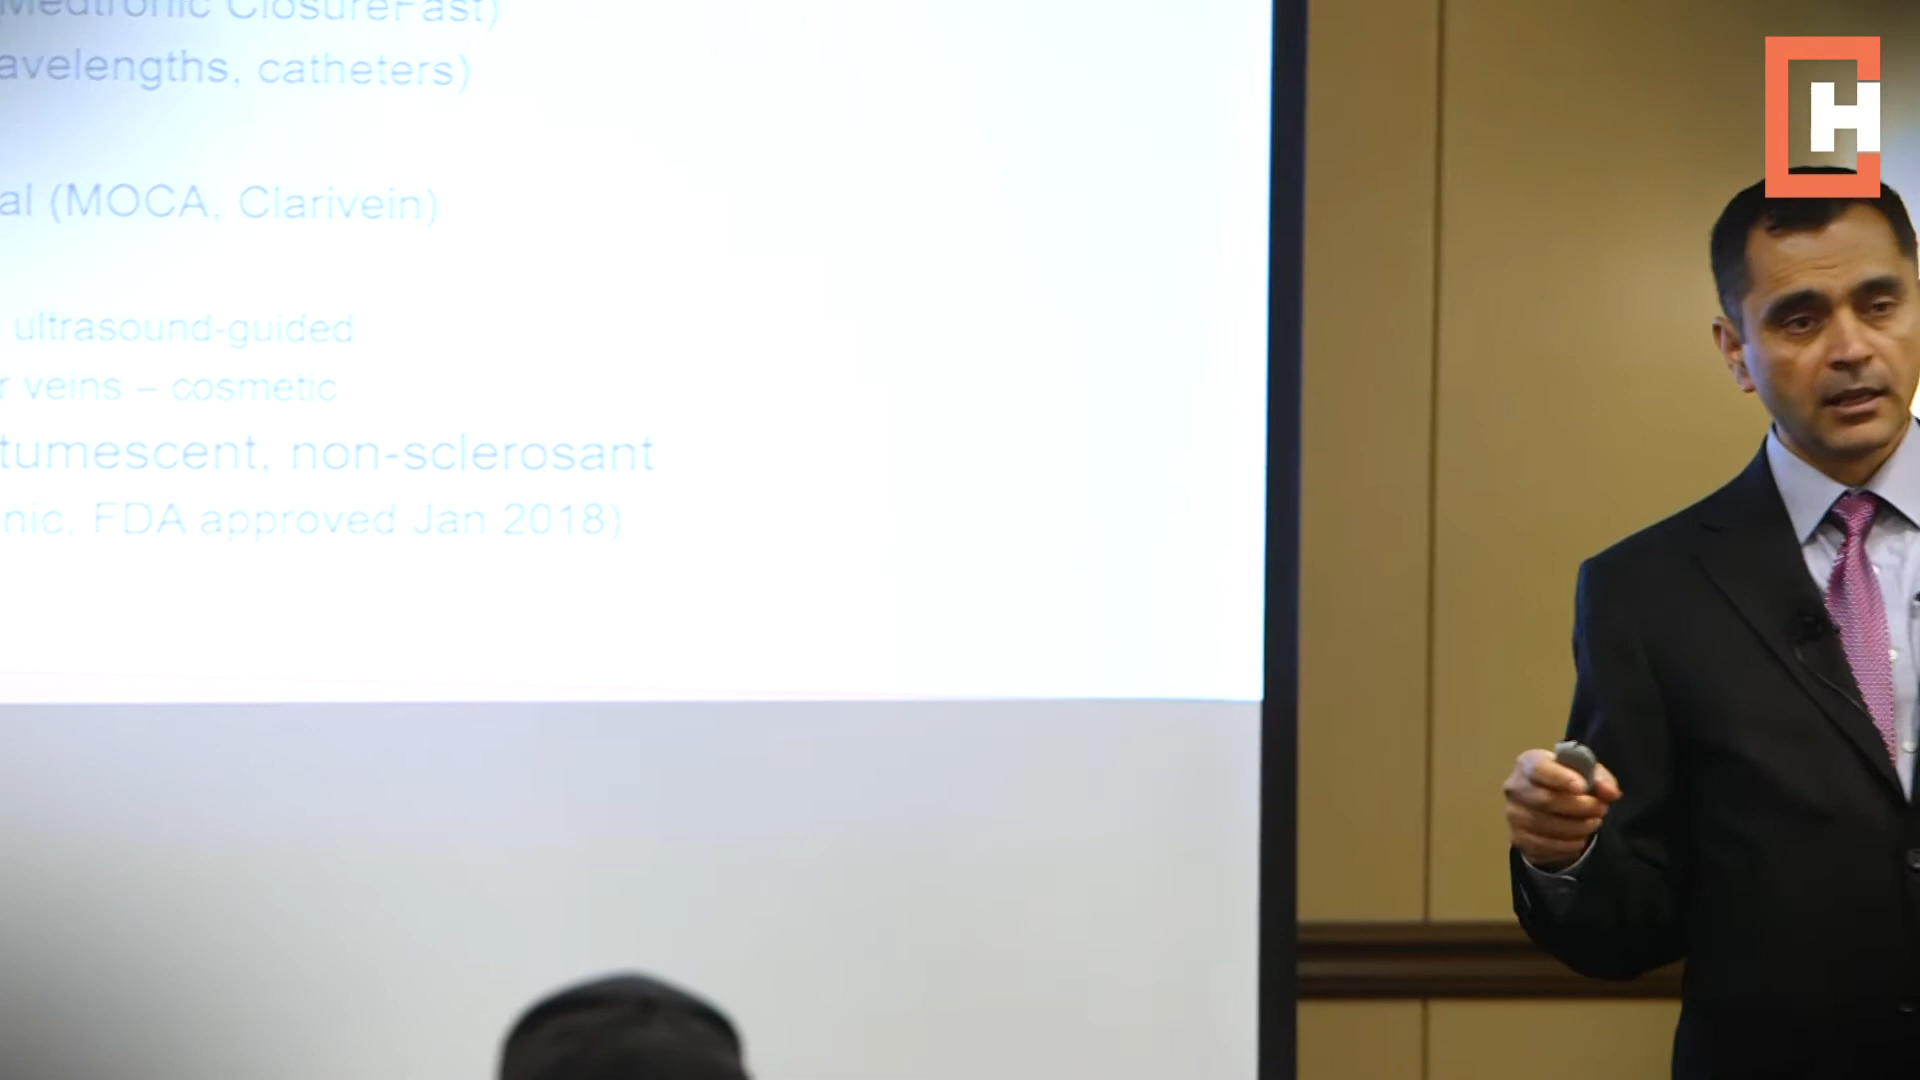 Medtronic ClosureFast)
avelengths, catheters)
al (MOCA, Clarivein)
ultrasound-guided
r veins – cosmetic
tumescent, non-sclerosant
nic, FDA approved Jan 2018)
H